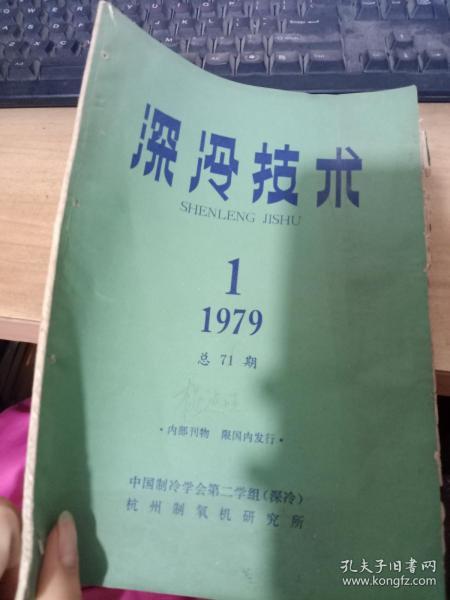 深冷技术
SHENLENG JISHU
1
1979
总 71 期
·内部刊物 限国内发行·
中国制冷学会第二学组(深冷)
杭州制氧机研究所
孔夫子旧书网
www.kongfz.com